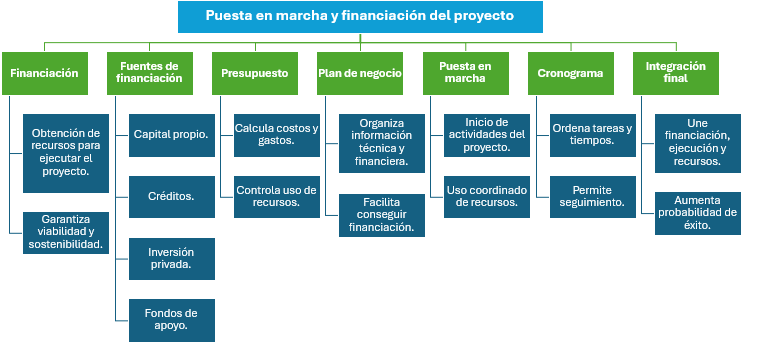 Puesta en marcha y financiación del proyecto
Financiación
Obtención de
recursos para
ejecutar el
proyecto.
Garantiza
viabilidad y
sostenibilidad.
Fuentes de
financiación
Capital propio.
Créditos.
Inversión
privada.
Fondos de
apoyo.
Presupuesto
Calcula costos y
gastos.
Controla uso de
recursos.
Plan de negocio
Organiza
información
técnica y
financiera.
Facilita
conseguir
financiación.
Puesta en
marcha
Inicio de
actividades del
proyecto.
Uso coordinado
de recursos.
Cronograma
Ordena tareas y
tiempos.
Permite
seguimiento.
Integración
final
Une
financiación,
ejecución y
recursos.
Aumenta
probabilidad de
éxito.